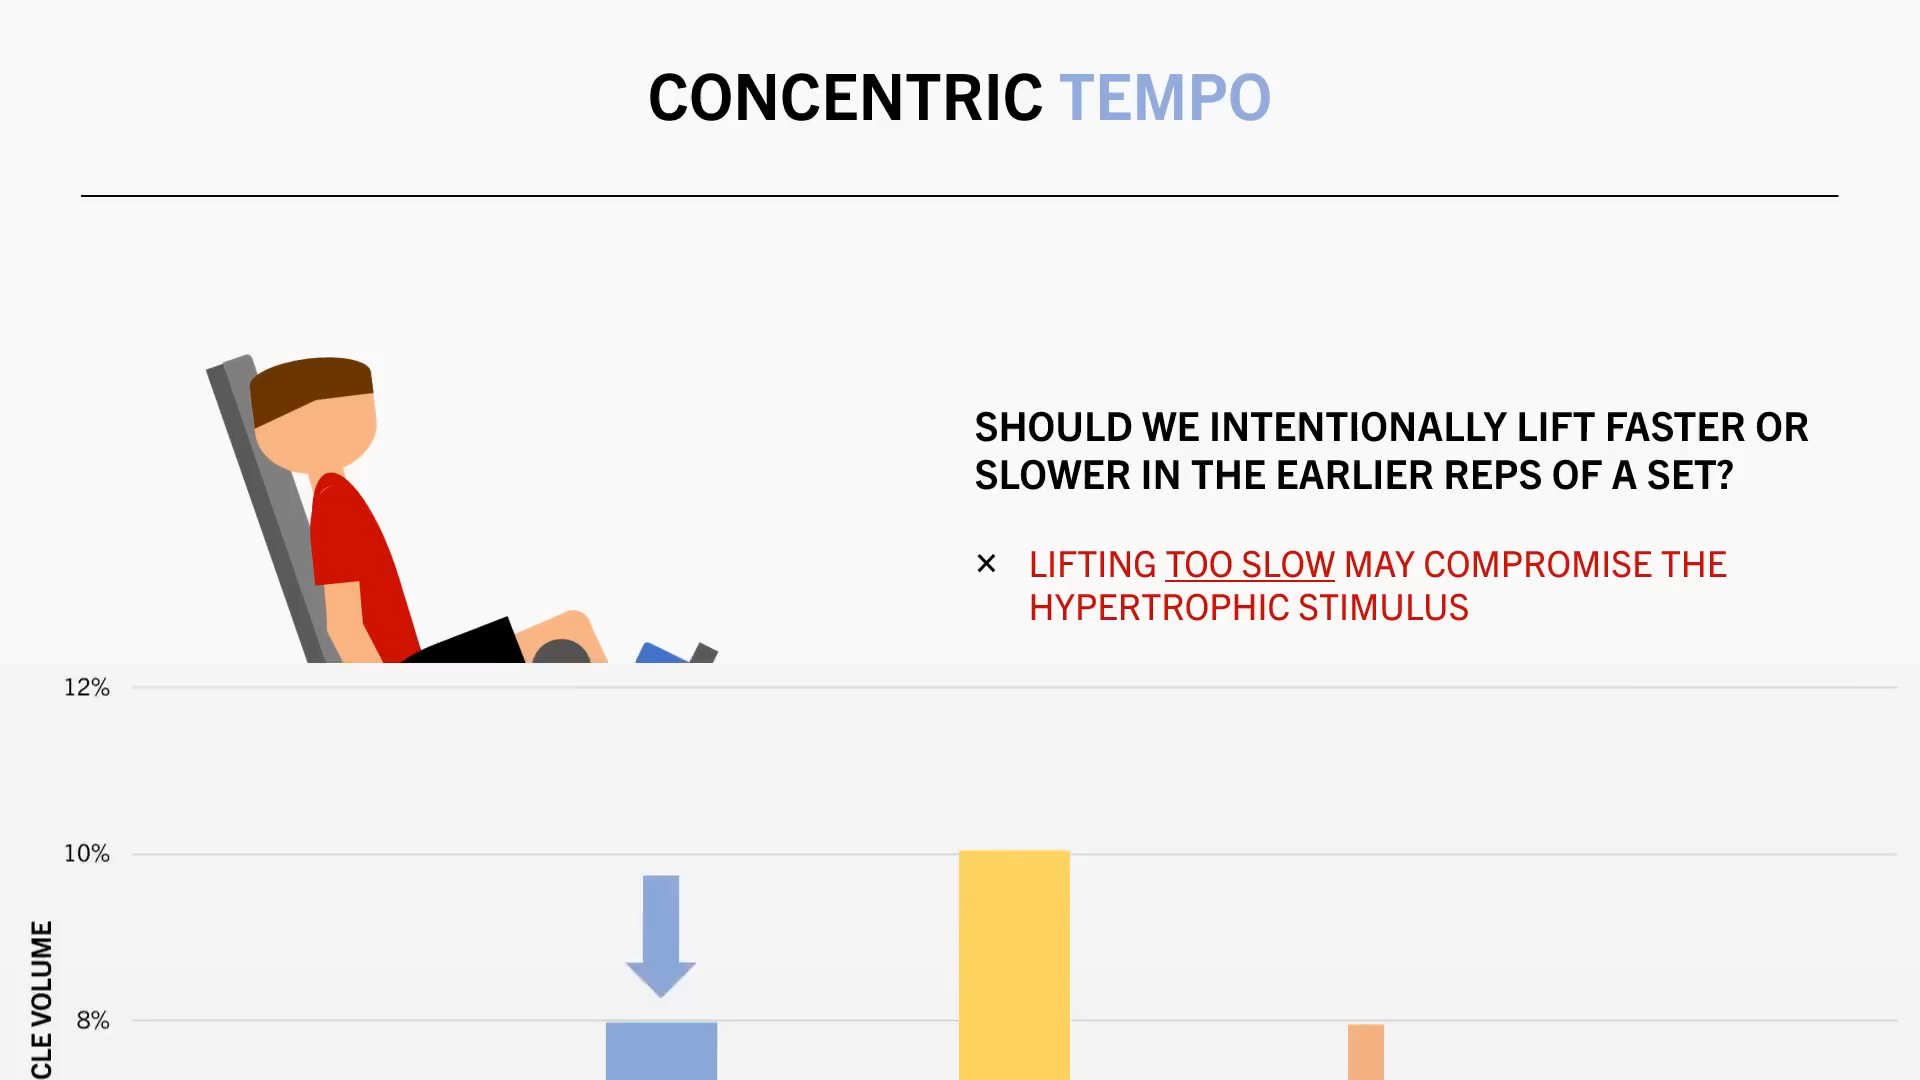 CONCENTRIC TEMPO
SHOULD WE INTENTIONALLY LIFT FASTER OR
SLOWER IN THE EARLIER REPS OF A SET?
× LIFTING TOO SLOW MAY COMPROMISE THE
HYPERTROPHIC STIMULUS
12%
10%
8%
CLE VOLUME